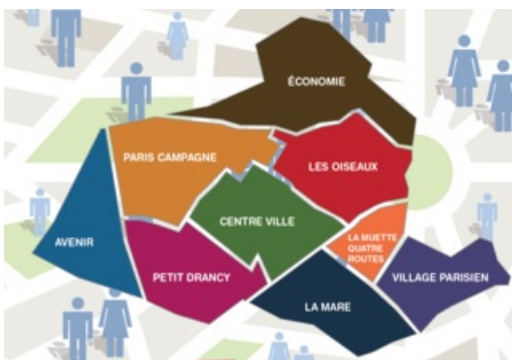 ÉCONOMIE
PARIS CAMPAGNE
LES OISEAUX
CENTRE VILLE
LA MUETTE
QUATRE
ROUTES
AVENIR
PETIT DRANCY
VILLAGE PARISIEN
LA MARE